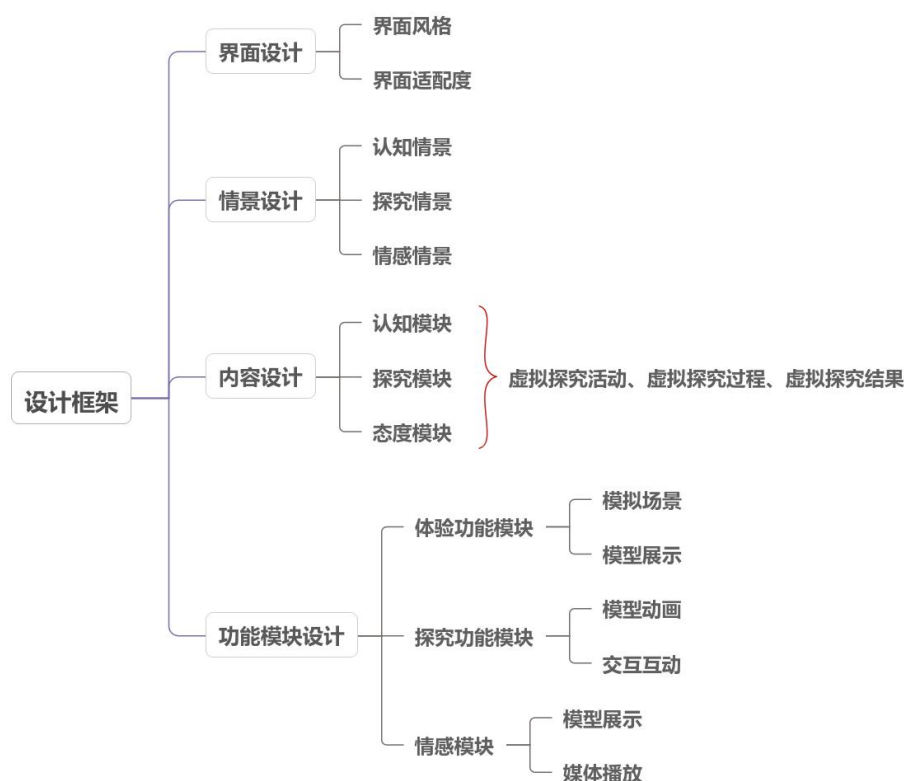 设计框架
界面设计
界面风格
界面适配度
情景设计
认知情景
探究情景
情感情景
内容设计
认知模块
探究模块
态度模块
虚拟探究活动、虚拟探究过程、虚拟探究结果
功能模块设计
体验功能模块
模拟场景
模型展示
探究功能模块
模型动画
交互互动
情感模块
模型展示
媒体播放